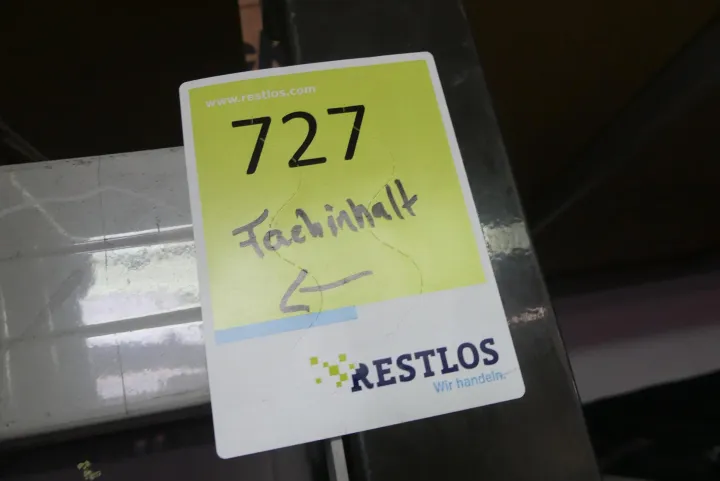 www.restlos.com
727
Fachinhalt
RESTLOS
Wir handeln.